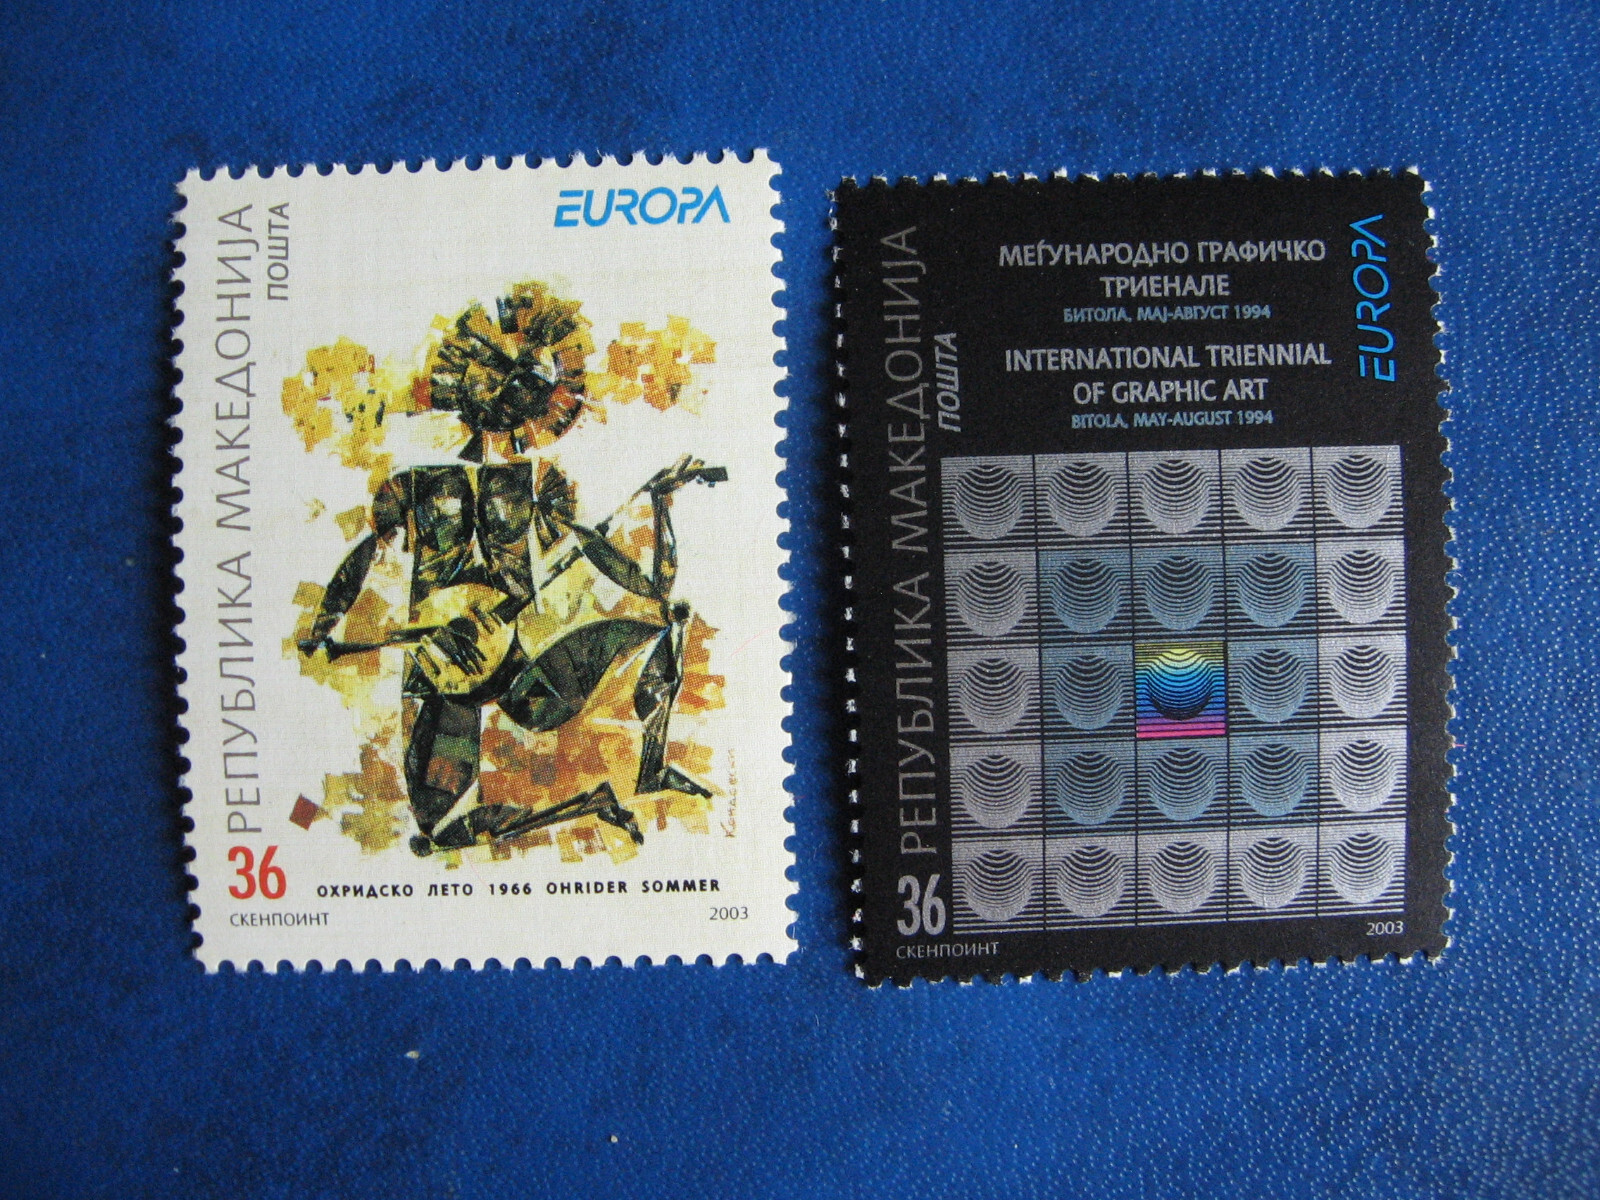 EUROPA
РЕПУБЛИКА МАКЕДОНИЈА
ПОШТА
Кондовски
36
ОХРИДСКО ЛЕТО 1966 OHRIDER SOMMER
СКЕНПОИНТ
2003
РЕПУБЛИКА МАКЕДОНИЈА
ПОШТА
МЕЃУНАРОДНО ГРАФИЧКО
ТРИЕНАЛЕ
БИТОЛА, МАЈ-АВГУСТ 1994
INTERNATIONAL TRIENNIAL
OF GRAPHIC ART
BITOLA, MAY-AUGUST 1994
EUROPA
36
СКЕНПОИНТ
2003